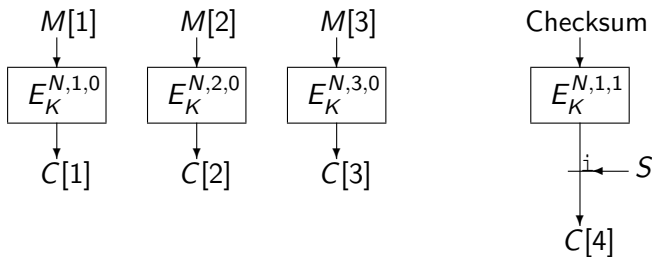 M[1] M[2] M[3] Checksum
E_K^{N,1,0} E_K^{N,2,0} E_K^{N,3,0} E_K^{N,1,1}
i S
C[1] C[2] C[3]
C[4]